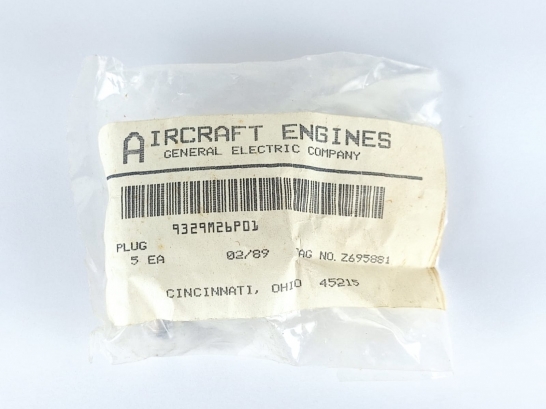 AIRCRAFT ENGINES
GENERAL ELECTRIC COMPANY
9329M26P01
PLUG
5 EA 02/89 TAG NO. Z695881
CINCINNATI, OHIO 45215